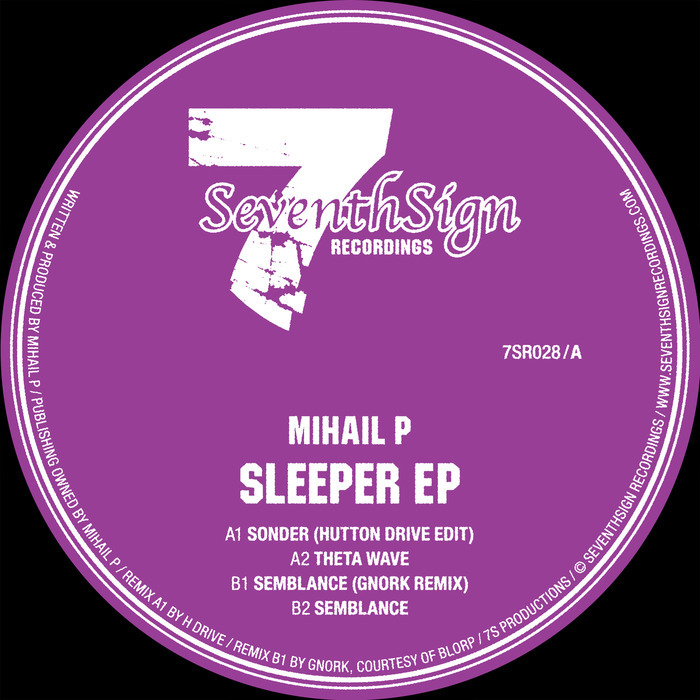 7
SeventhSign
RECORDINGS
7SR028/A
MIHAIL P
SLEEPER EP
A1 SONDER (HUTTON DRIVE EDIT)
A2 THETA WAVE
B1 SEMBLANCE (GNORK REMIX)
B2 SEMBLANCE
WRITTEN & PRODUCED BY MIHAIL P / PUBLISHING OWNED BY MIHAIL P / REMIX A1 BY H DRIVE / REMIX B1 BY GNORK, COURTESY OF BLORP / 7S PRODUCTIONS / © SEVENTHSIGN RECORDINGS / WWW.SEVENTHSIGNRECORDINGS.COM